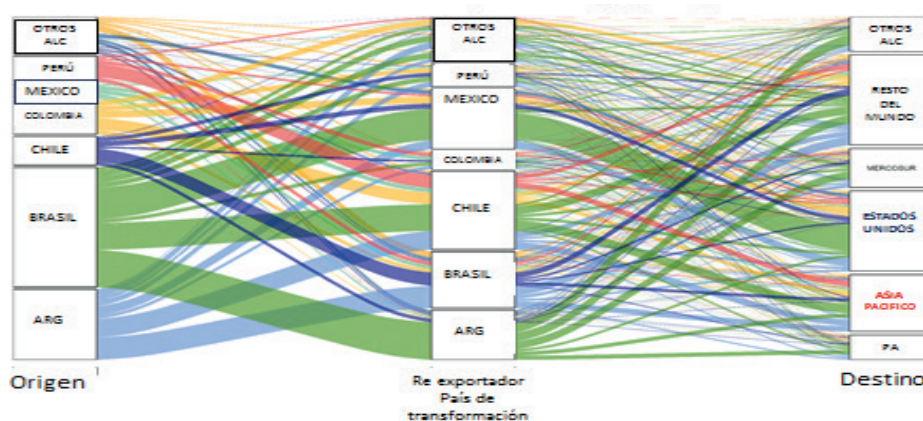 OTROS
ALC
PERÚ
MEXICO
COLOMBIA
CHILE
BRASIL
ARG
Origen
OTROS
ALC
PERÚ
MEXICO
COLOMBIA
CHILE
BRASIL
ARG
Re exportador
País de
transformación
OTROS
ALC
RESTO
DEL
MUNDO
MERCOSUR
ESTADOS
UNIDOS
ASIA
PACIFICO
PA
Destino